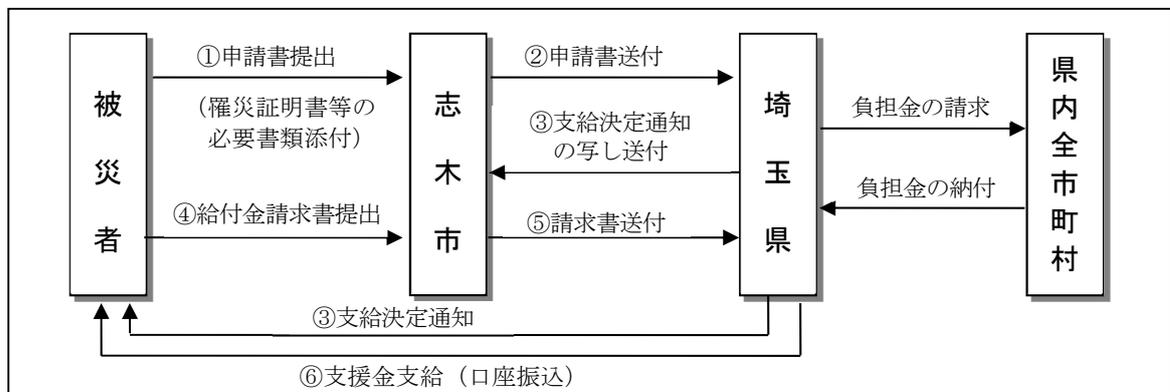 被災者
①申請書提出
（罹災証明書等の
必要書類添付）
④給付金請求書提出
志木市
②申請書送付
③支給決定通知
の写し送付
⑤請求書送付
埼玉県
負担金の請求
負担金の納付
県内全市町村
③支給決定通知
⑥支援金支給（口座振込）